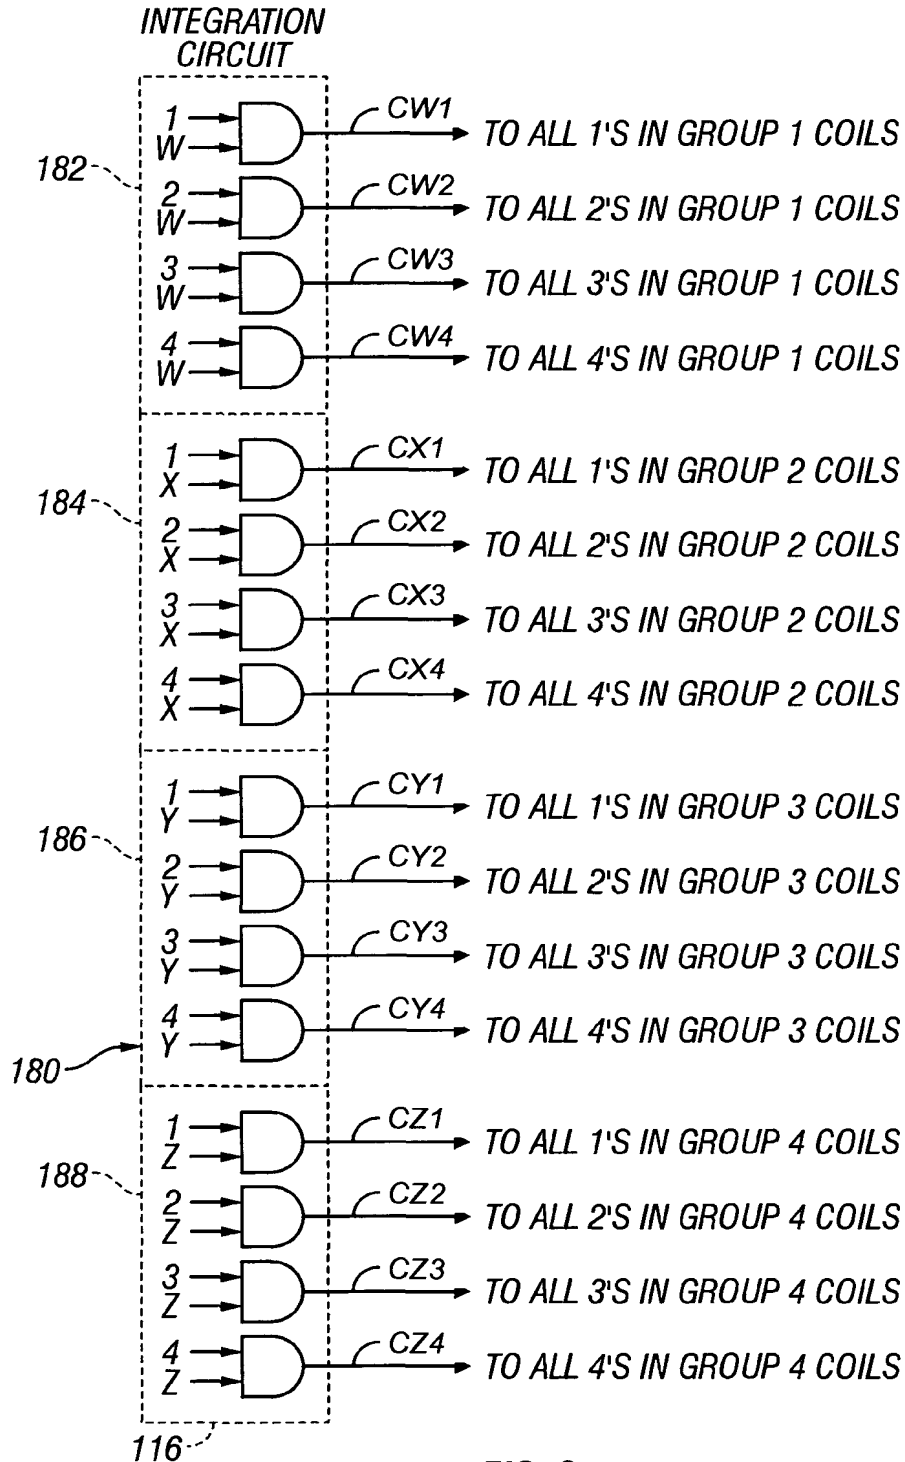 INTEGRATION
CIRCUIT
1
W
CW1
TO ALL 1'S IN GROUP 1 COILS
182
2
W
CW2
TO ALL 2'S IN GROUP 1 COILS
3
W
CW3
TO ALL 3'S IN GROUP 1 COILS
4
W
CW4
TO ALL 4'S IN GROUP 1 COILS
1
X
CX1
TO ALL 1'S IN GROUP 2 COILS
184
2
X
CX2
TO ALL 2'S IN GROUP 2 COILS
3
X
CX3
TO ALL 3'S IN GROUP 2 COILS
4
X
CX4
TO ALL 4'S IN GROUP 2 COILS
1
Y
CY1
TO ALL 1'S IN GROUP 3 COILS
186
2
Y
CY2
TO ALL 2'S IN GROUP 3 COILS
3
Y
CY3
TO ALL 3'S IN GROUP 3 COILS
4
Y
CY4
TO ALL 4'S IN GROUP 3 COILS
180
1
Z
CZ1
TO ALL 1'S IN GROUP 4 COILS
188
2
Z
CZ2
TO ALL 2'S IN GROUP 4 COILS
3
Z
CZ3
TO ALL 3'S IN GROUP 4 COILS
4
Z
CZ4
TO ALL 4'S IN GROUP 4 COILS
116